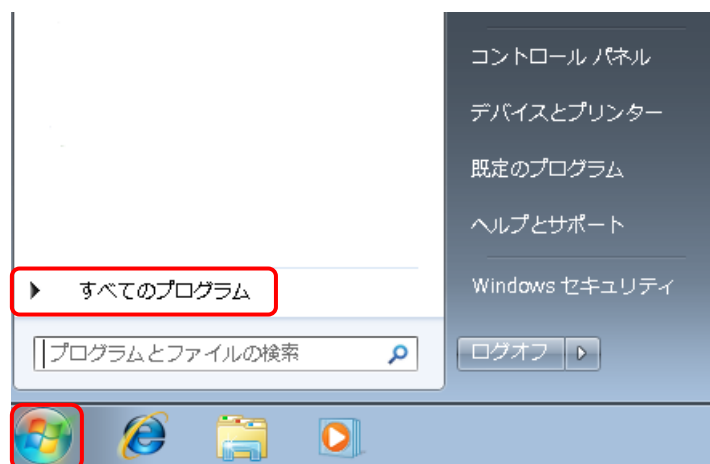 コントロール パネル
デバイスとプリンター
既定のプログラム
ヘルプとサポート
Windows セキュリティ
すべてのプログラム
プログラムとファイルの検索
ログオフ